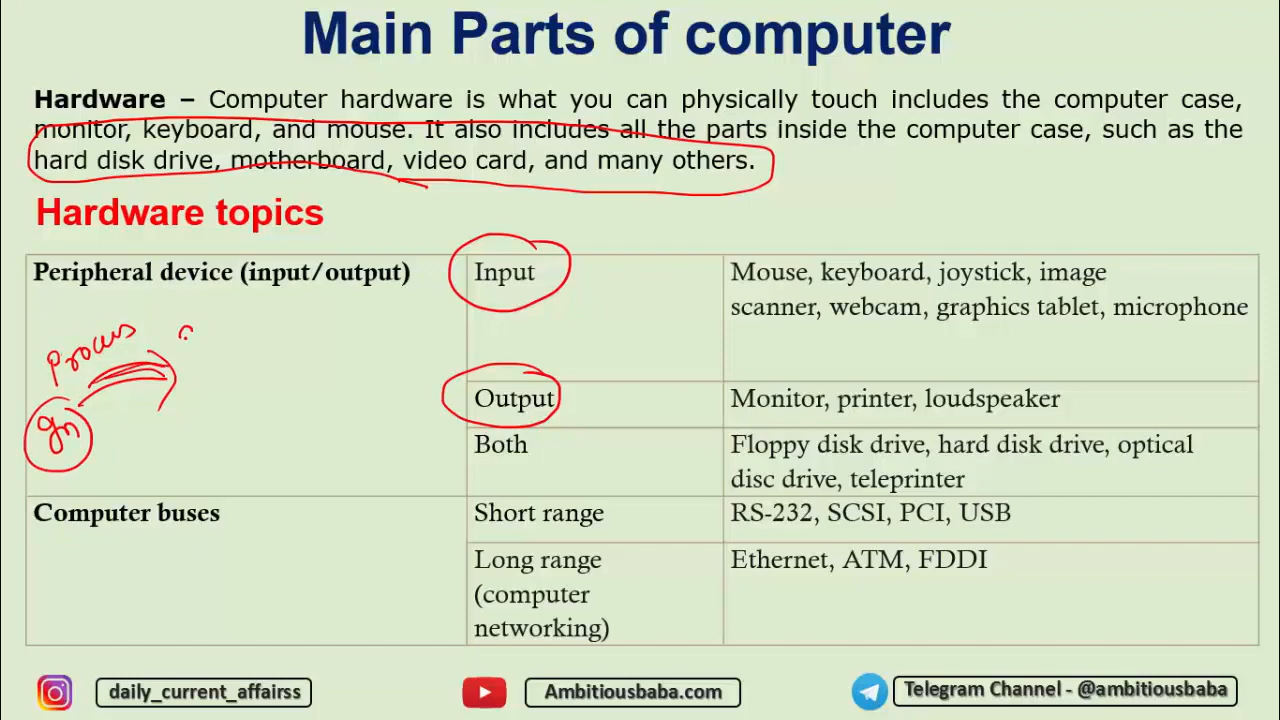 Main Parts of computer
Hardware – Computer hardware is what you can physically touch includes the computer case,
monitor, keyboard, and mouse. It also includes all the parts inside the computer case, such as the
hard disk drive, motherboard, video card, and many others.
Hardware topics
Peripheral device (input/output)
Input
Mouse, keyboard, joystick, image
scanner, webcam, graphics tablet, microphone
Output
Monitor, printer, loudspeaker
Both
Floppy disk drive, hard disk drive, optical
disc drive, teleprinter
Computer buses
Short range
RS-232, SCSI, PCI, USB
Long range
(computer
networking)
Ethernet, ATM, FDDI
daily_current_affairss
Ambitiousbaba.com
Telegram Channel - @ambitiousbaba